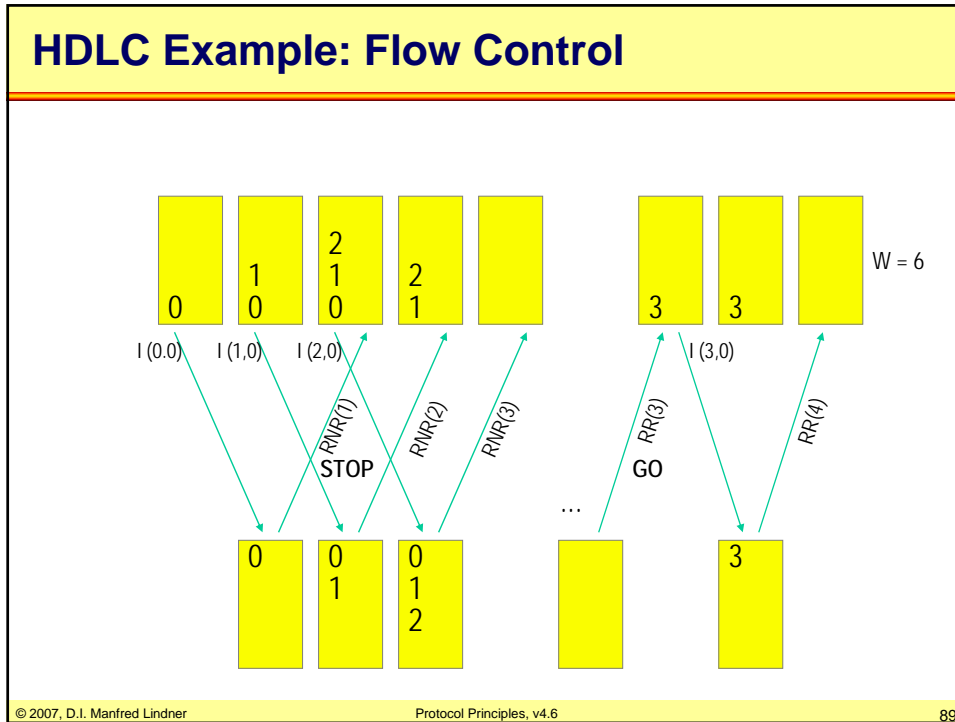 HDLC Example: Flow Control
2
1 1 2
0 0 0 1 3 3
W = 6
I (0.0) I (1,0) I (2,0) I (3,0)
RNR(1) RNR(2) RNR(3) RR(3) RR(4)
STOP GO
...
0 0 0 3
1 1
2
© 2007, D.I. Manfred Lindner Protocol Principles, v4.6 89